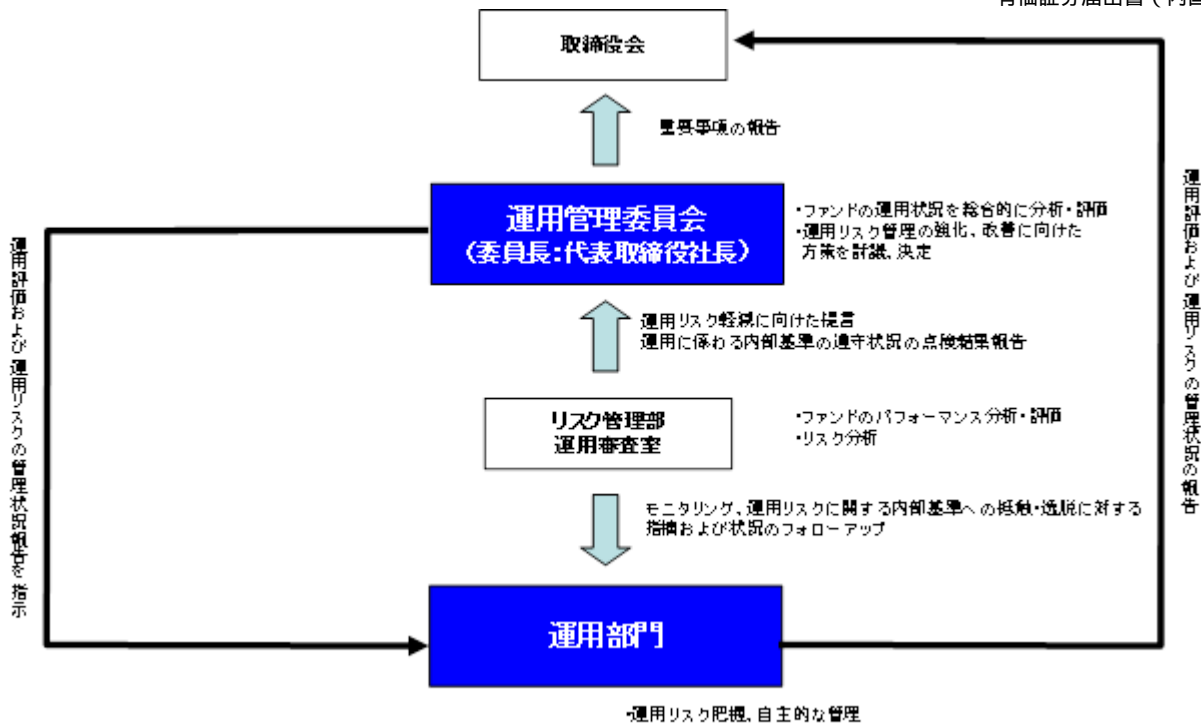 有価証券届出書（内国
取締役会
重要事項の報告
運用管理委員会
（委員長：代表取締役社長）
・ファンドの運用状況を総合的に分析・評価
・運用リスク管理の強化、改善に向けた
方策を討議、決定
運用リスク軽減に向けた提言
運用に係わる内部基準の遵守状況の点検結果報告
リスク管理部
運用審査室
・ファンドのパフォーマンス分析・評価
・リスク分析
モニタリング、運用リスクに関する内部基準への抵触・逸脱に対する
指摘および状況のフォローアップ
運用部門
・運用リスク把握、自主的な管理
運用評価および運用リスクの管理状況報告を指示
運用評価および運用リスクの管理状況の報告